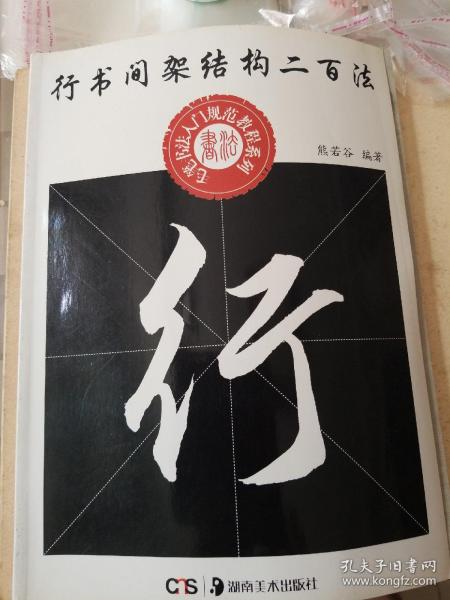 行书间架结构二百法
毛笔书法入门规范教程系列
書法
熊若谷 编著
行
CNS 湖南美术出版社
孔夫子旧书网
www.kongfz.com